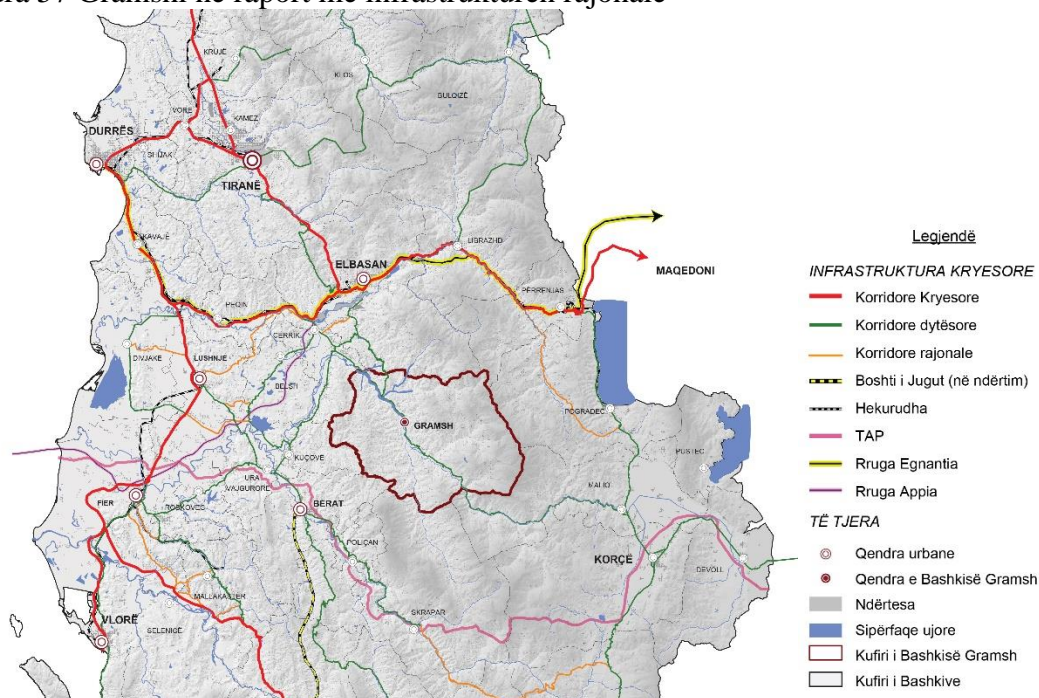 ra 37 Gramshi në raport me infrastrukturën rajonale
KRUJË
KLOS
BULQIZË
VORË
KAMËZ
DURRËS
SHIJAK
TIRANË
LIBRAZHD
KAVAJË
ELBASAN
MAQEDONI
PËRRENJAS
PEQIN
CËRRIK
DIVJAKË
LUSHNJE
BELSH
GRAMSH
POGRADEC
PUSTEC
KUÇOVË
URA
VAJGURORE
MALIQ
FIER
ROSKOVEC
BERAT
POLIÇAN
KORÇË
DEVOLL
MALLAKASTËR
SKRAPAR
VLORË
SELENICË
Legjendë
INFRASTRUKTURA KRYESORE
Korridore Kryesore
Korridore dytësore
Korridore rajonale
Boshti i Jugut (në ndërtim)
Hekurudha
TAP
Rruga Egnantia
Rruga Appia
TË TJERA
Qendra urbane
Qendra e Bashkisë Gramsh
Ndërtesa
Sipërfaqe ujore
Kufiri i Bashkisë Gramsh
Kufiri i Bashkive